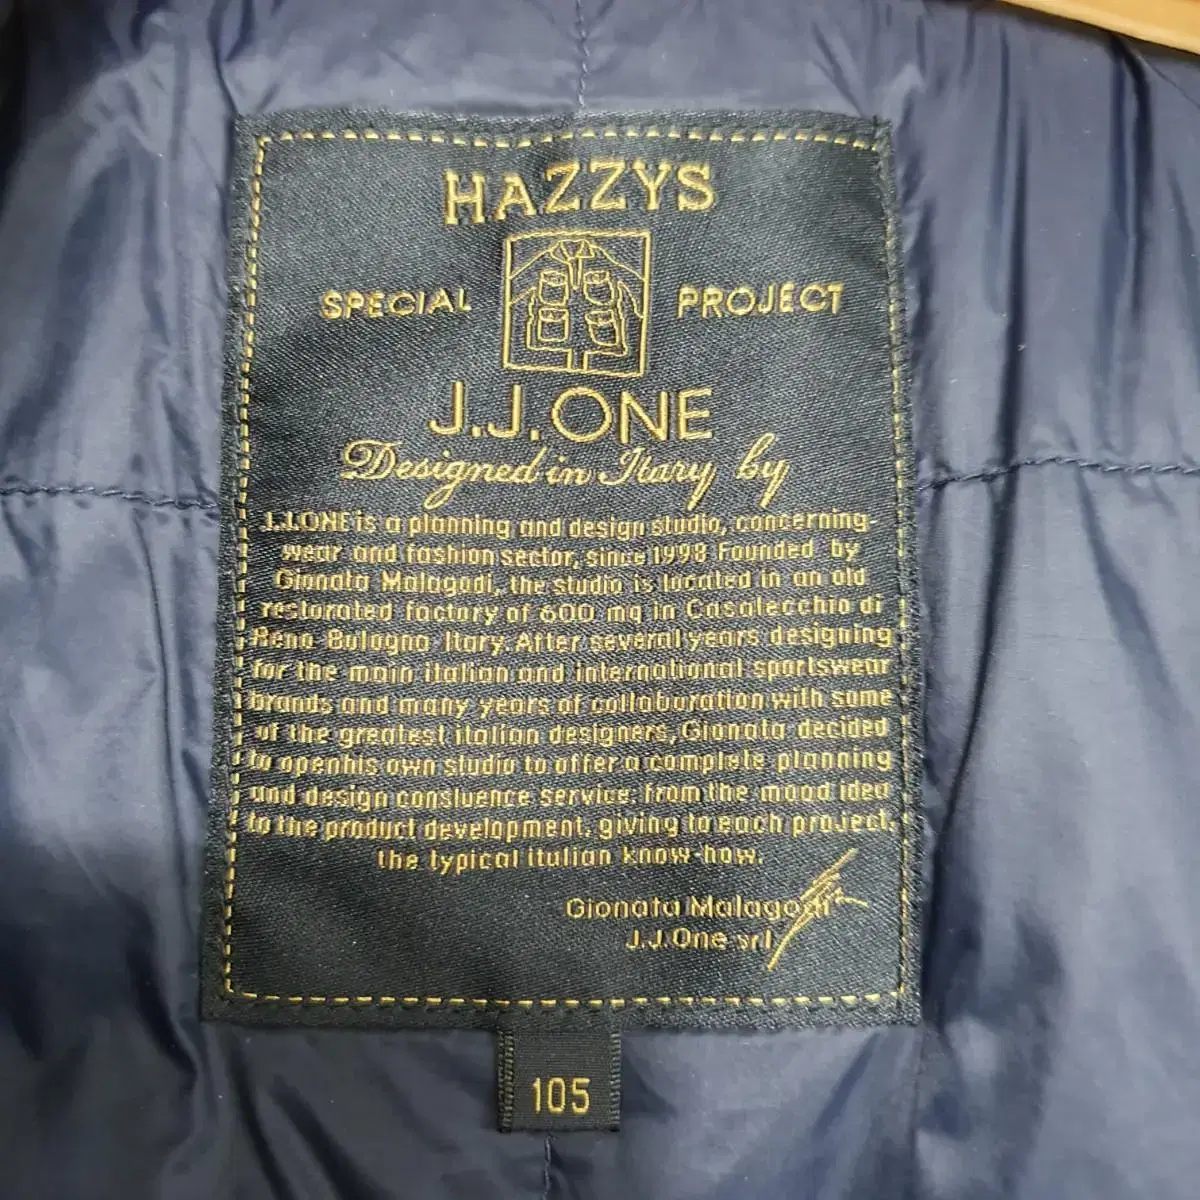 HAZZYS
SPECIAL PROJECT
J.J.ONE
Designed in Itary by
J.J.ONE is a planning and design studio, concerning-
wear and fashion sector, since 1998 Founded by
Gionata Malagodi, the studio is located in an old
restorated factory of 600 mq in Casalecchio di
Reno Bologna Itary. After several years designing
for the main italian and international sportswear
brands and many years of collaboration with some
of the greatest italian designers, Gionata decided
to openhis own studio to offer a complete planning
and design consluence service: from the mood idea
to the product development, giving to each project,
the typical italian know-how.
Gionata Malagodi
J.J.One srl
105